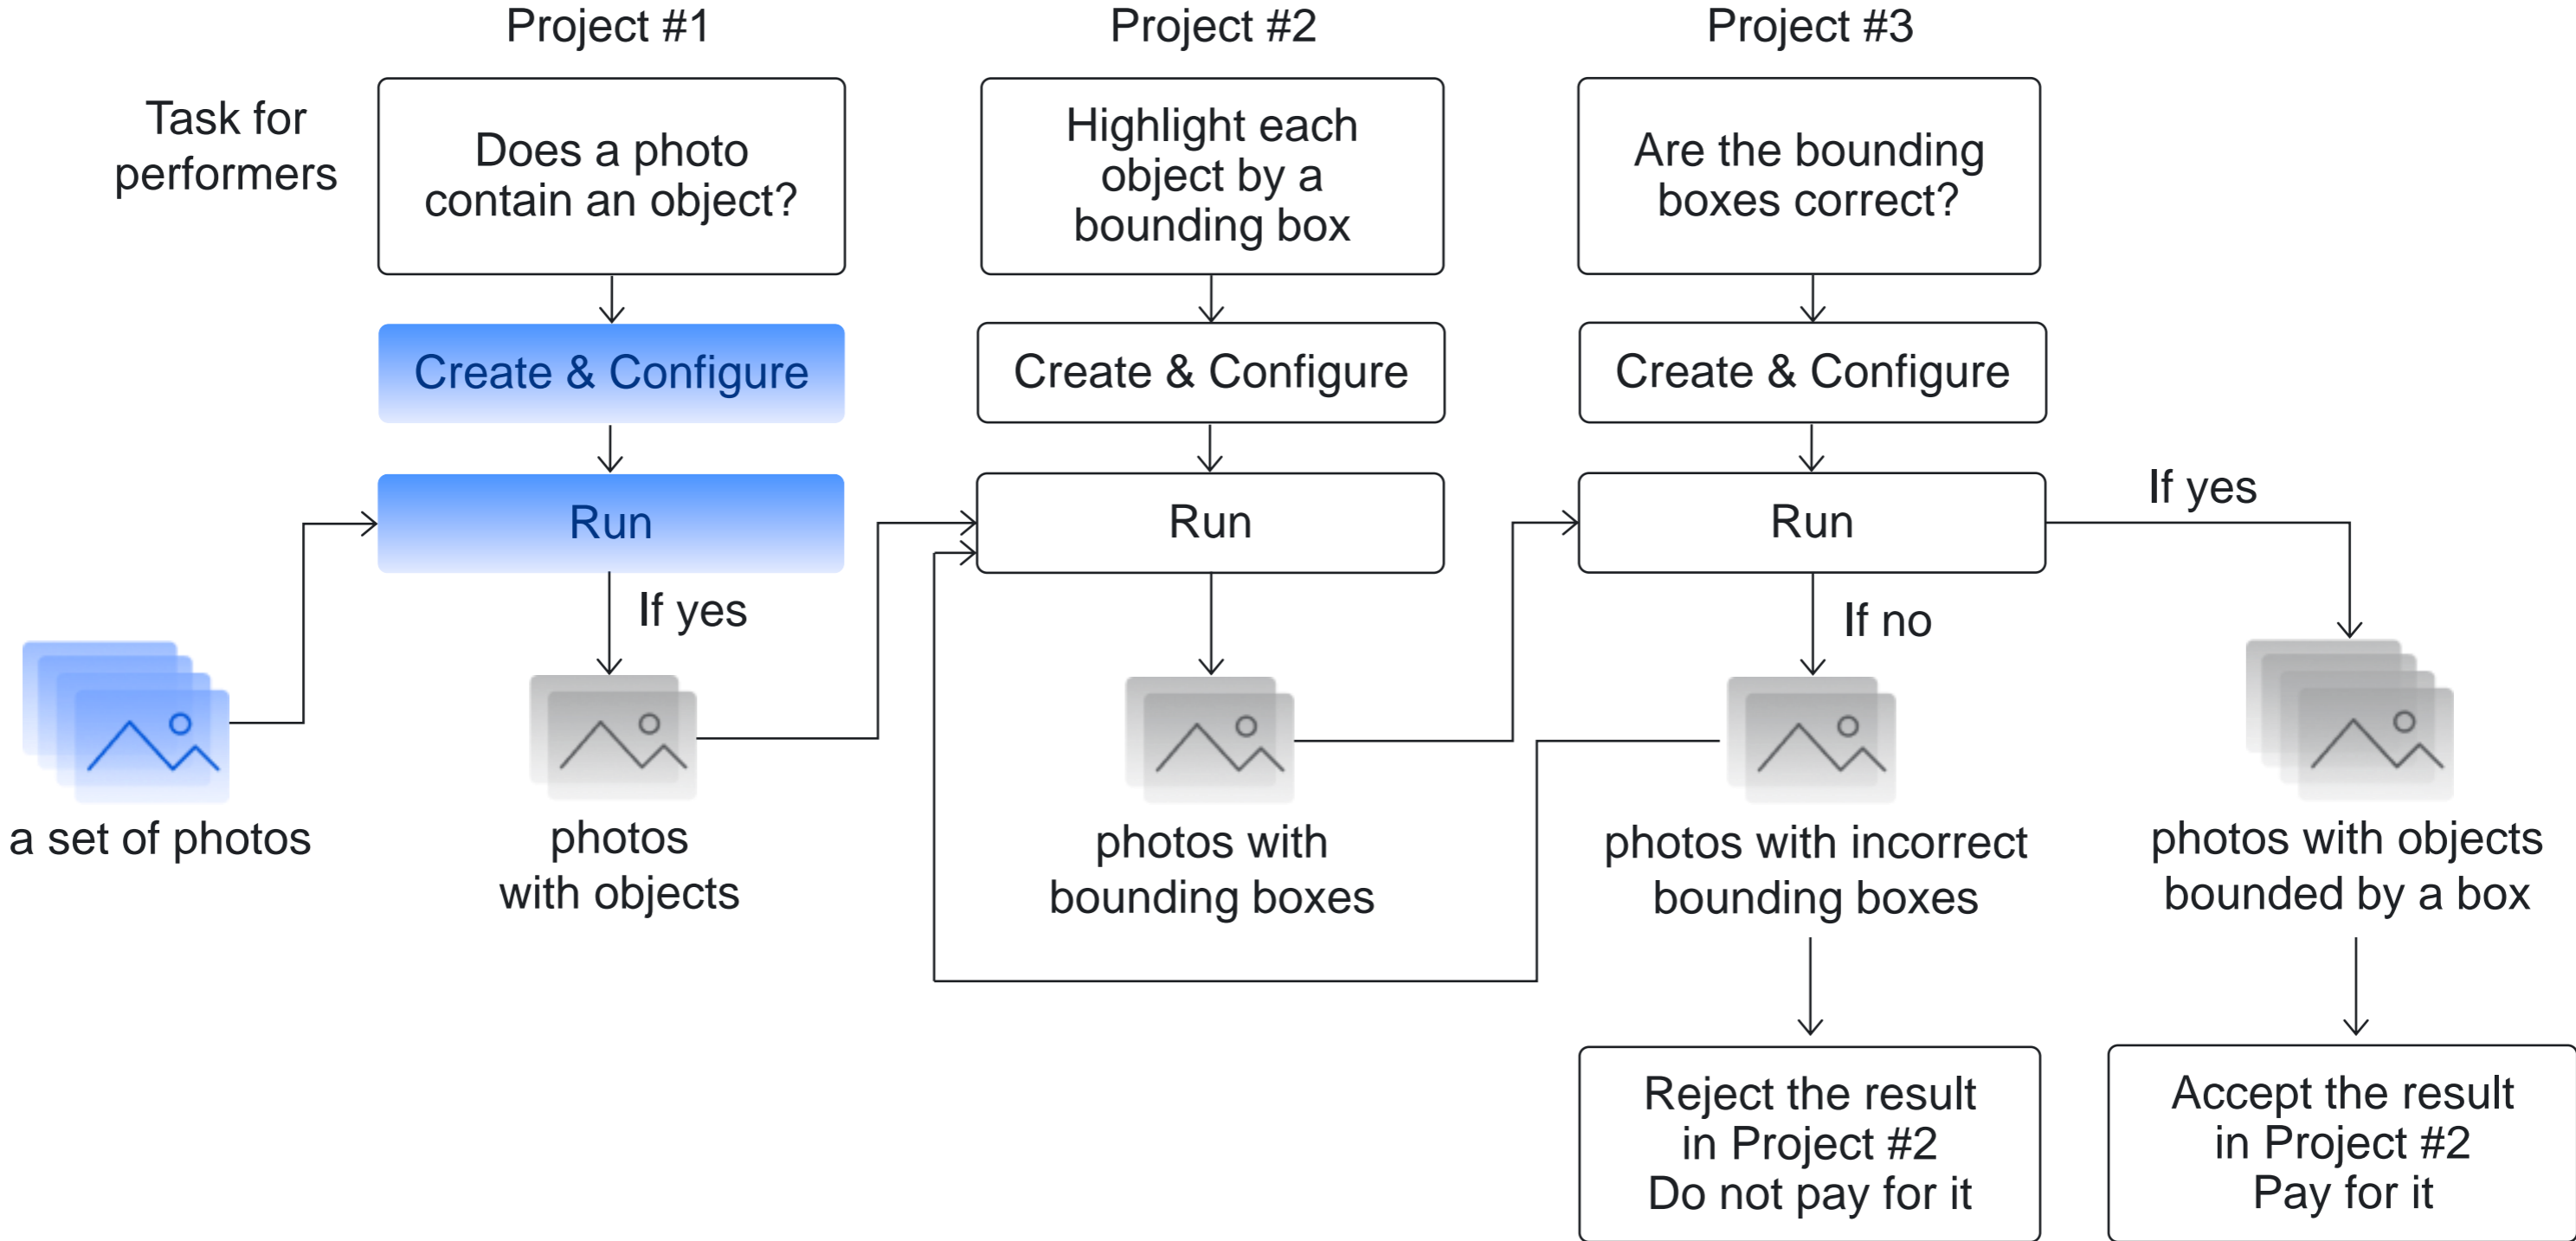 Project #1
Project #2
Project #3
Task for
performers
Does a photo
contain an object?
Highlight each
object by a
bounding box
Are the bounding
boxes correct?
Create & Configure
Create & Configure
Create & Configure
Run
Run
Run
If yes
If yes
If no
a set of photos
photos
with objects
photos with
bounding boxes
photos with incorrect
bounding boxes
photos with objects
bounded by a box
Reject the result
in Project #2
Do not pay for it
Accept the result
in Project #2
Pay for it